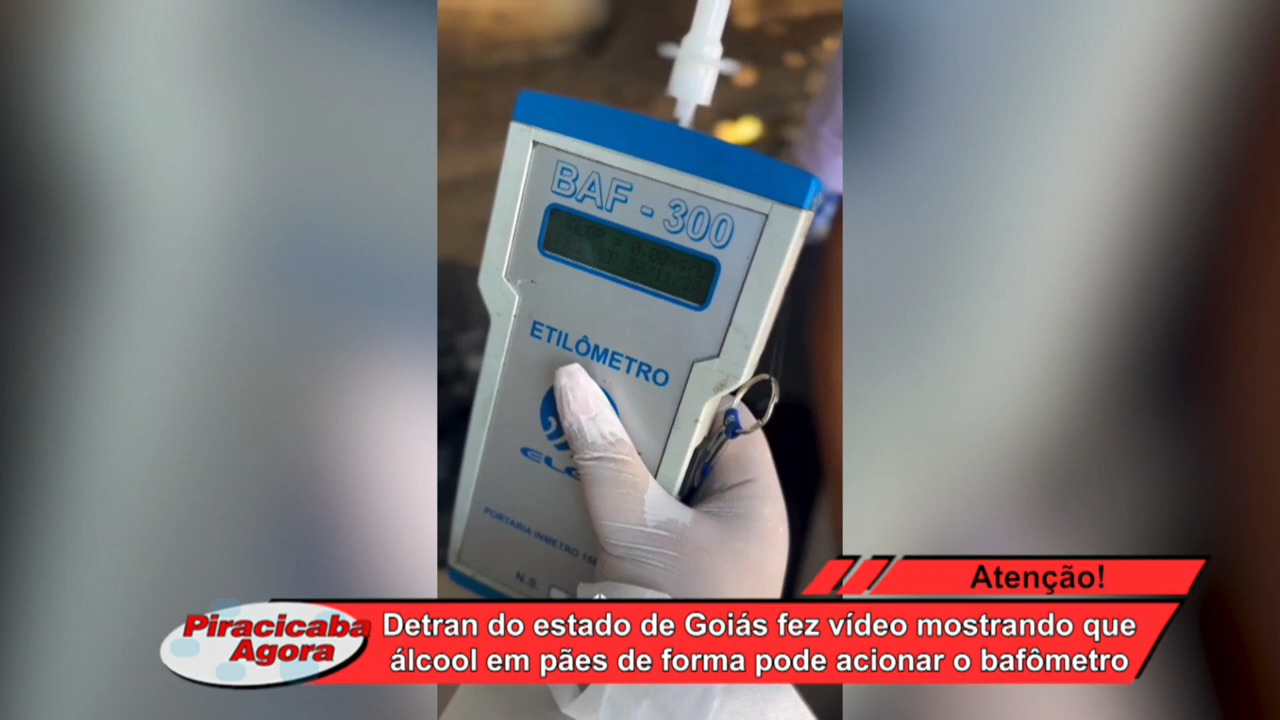 BAF - 300
ETILÔMETRO
PORTARIA INMETRO
N.S.
Atenção!
Piracicaba
Agora
Detran do estado de Goiás fez vídeo mostrando que
álcool em pães de forma pode acionar o bafômetro